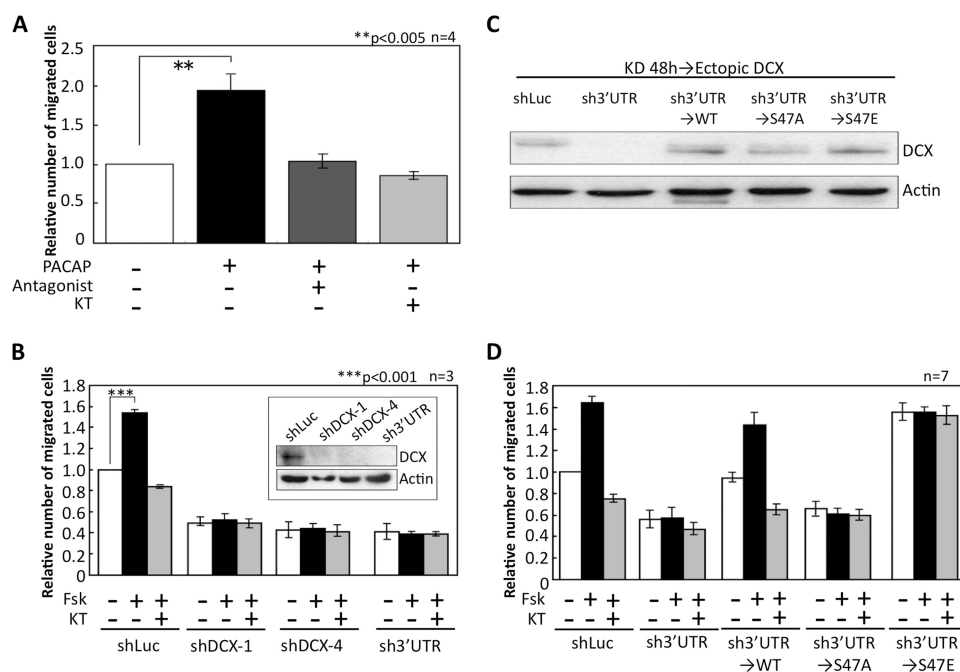 A
**p<0.005 n=4
Relative number of migrated cells
2.5
2.0
1.5
1.0
0.5
0
**
PACAP - + + +
Antagonist - - + -
KT - - - +
B
***p<0.001 n=3
Relative number of migrated cells
1.8
1.6
1.4
1.2
1.0
0.8
0.6
0.4
0.2
0
***
shLuc shDCX-1 shDCX-4 sh3'UTR
DCX
Actin
Fsk - + + - + + - + + - + +
KT - - + - - + - - + - - +
shLuc shDCX-1 shDCX-4 sh3'UTR
C
KD 48h→Ectopic DCX
shLuc sh3'UTR sh3'UTR sh3'UTR sh3'UTR
→WT →S47A →S47E
DCX
Actin
D
n=7
Relative number of migrated cells
1.8
1.6
1.4
1.2
1.0
0.8
0.6
0.4
0.2
0
Fsk - + + - + + - + + - + + - + +
KT - - + - - + - - + - - + - - +
shLuc sh3'UTR sh3'UTR sh3'UTR sh3'UTR
→WT →S47A →S47E